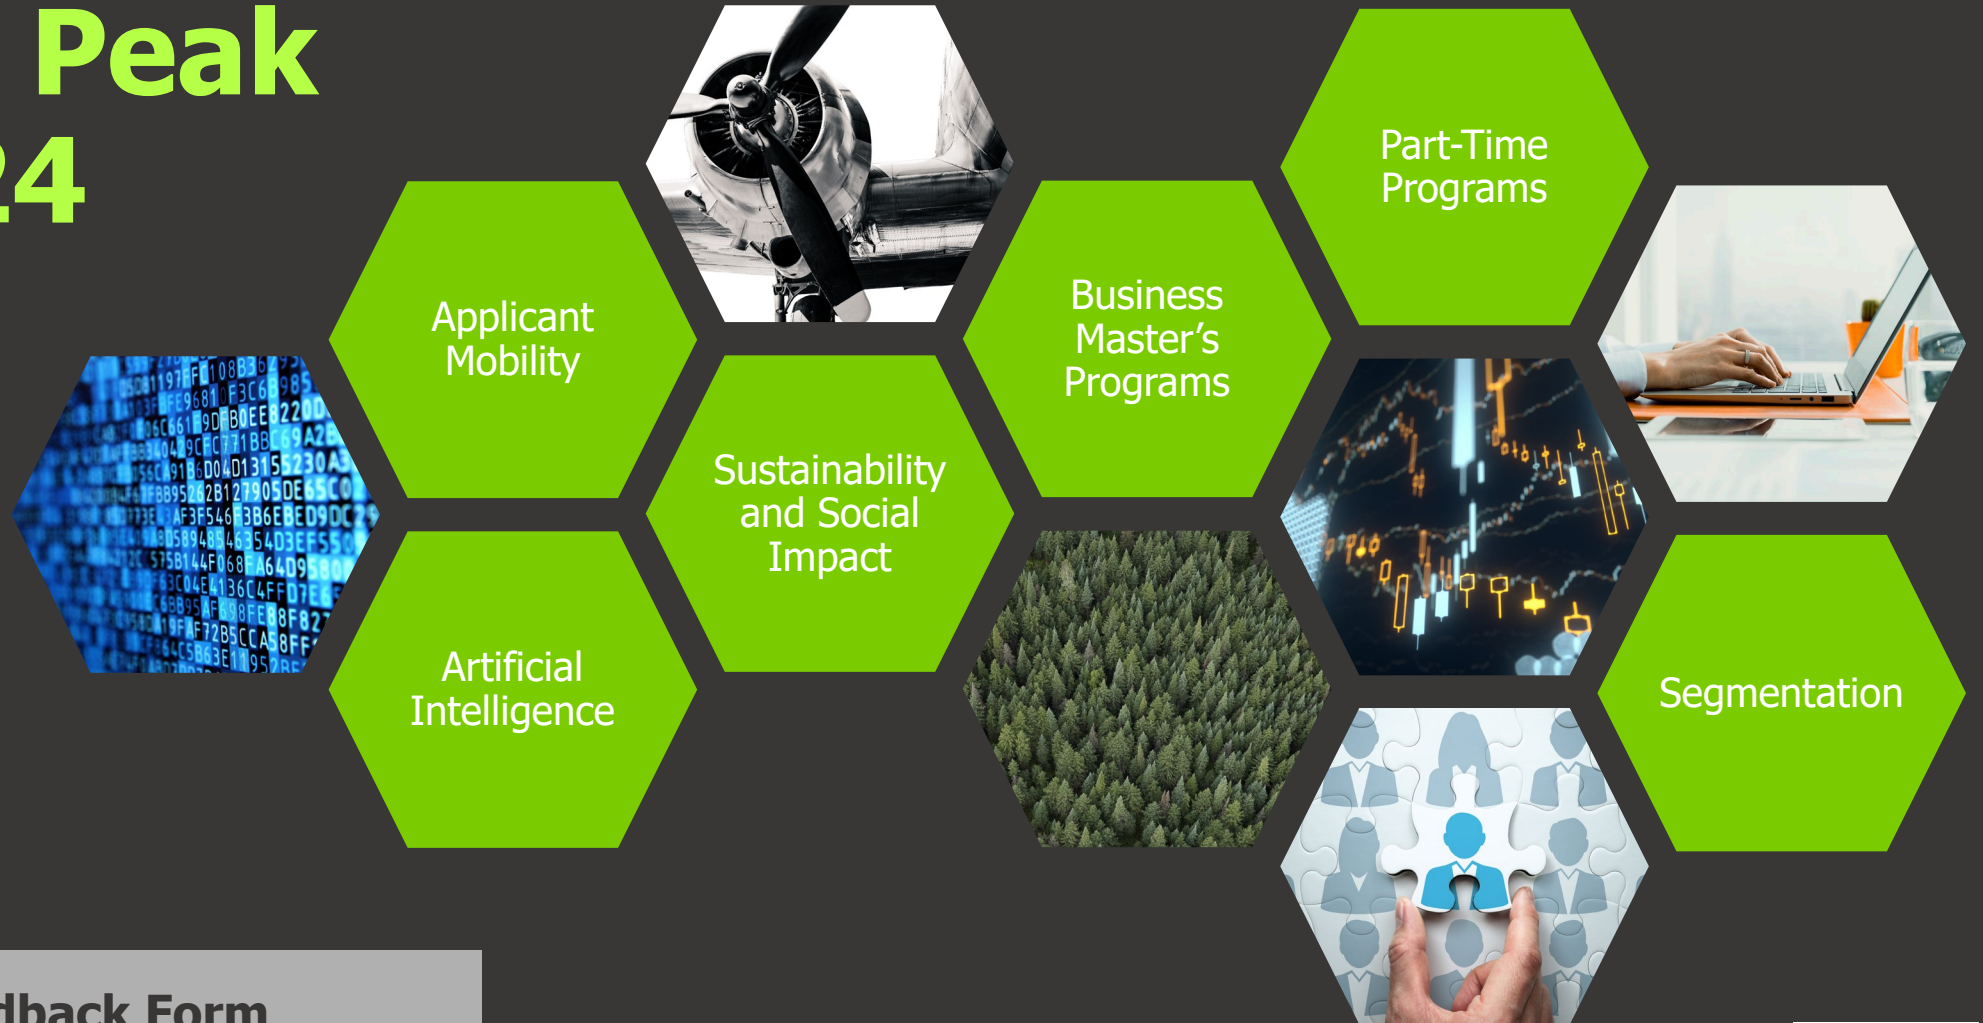 Peak
24
Part-Time
Programs
Applicant
Mobility
Business
Master’s
Programs
Sustainability
and Social
Impact
Artificial
Intelligence
Segmentation
dback Form